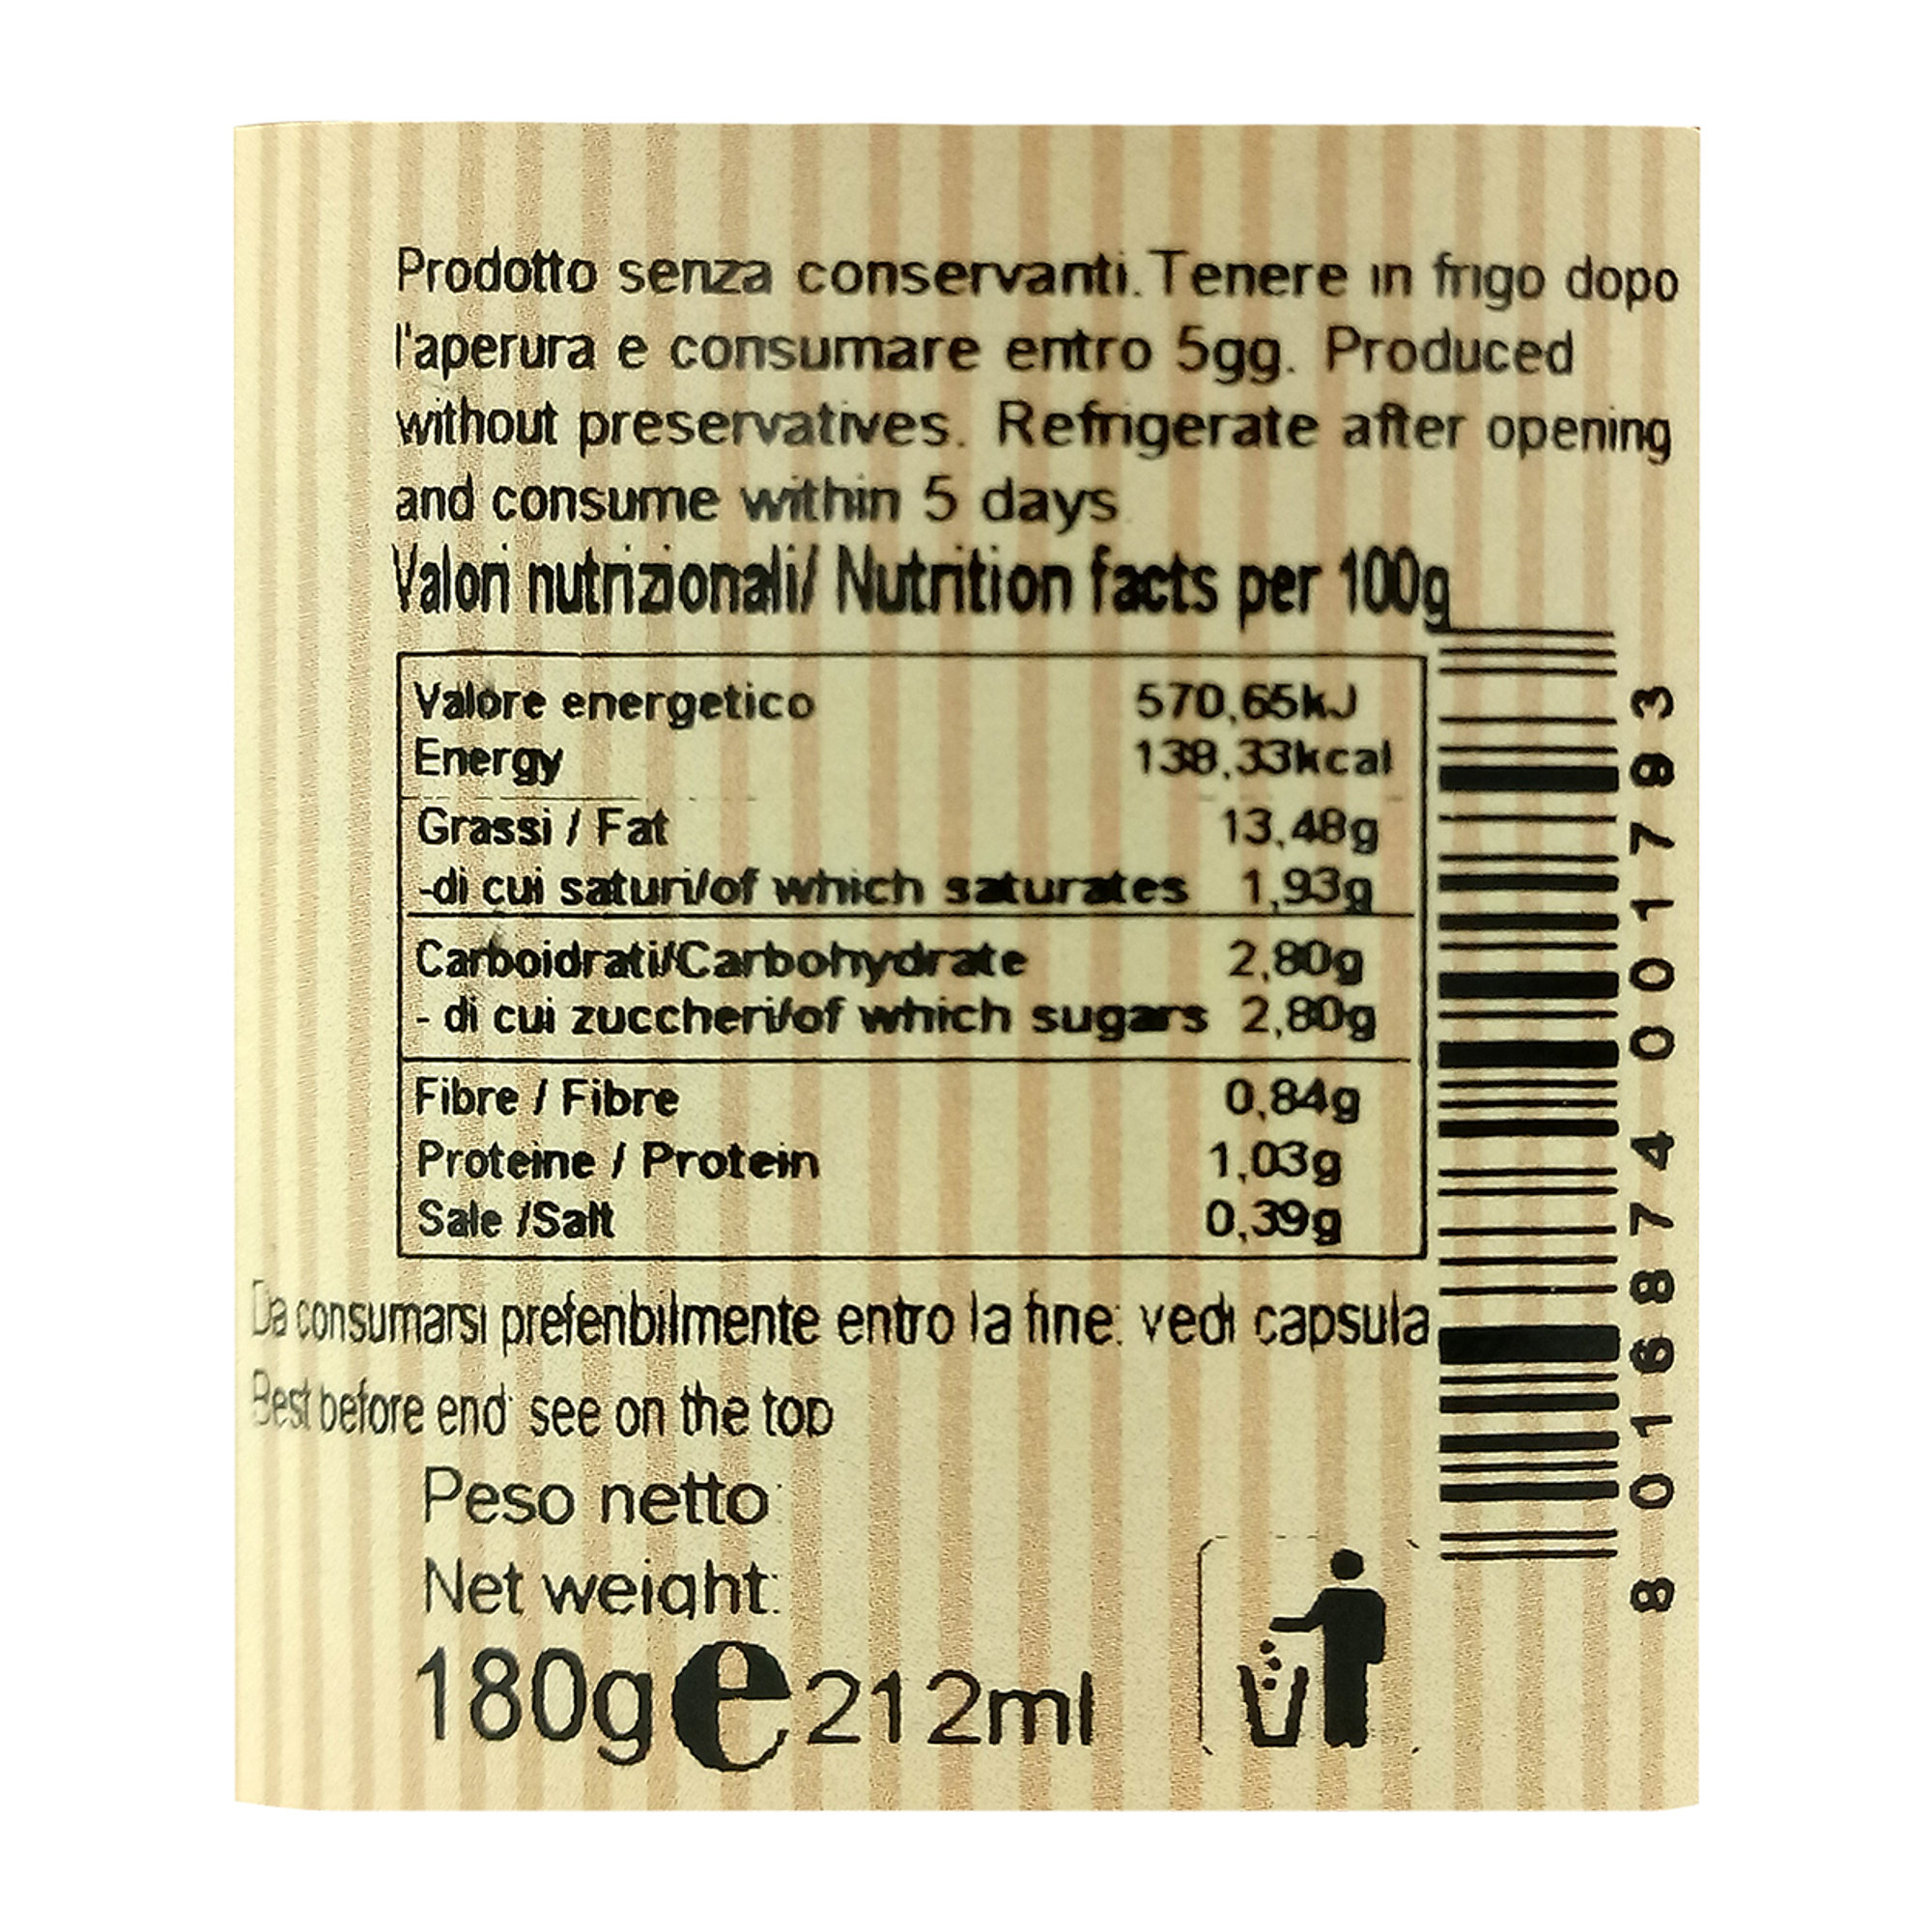 Prodotto senza conservanti. Tenere in frigo dopo
l'aperura e consumare entro 5gg. Produced
without preservatives. Refrigerate after opening
and consume within 5 days
Valori nutrizionali/ Nutrition facts per 100g
Valore energetico 570,65kJ
Energy 138,33kcal
Grassi / Fat 13,48g
-di cui saturi/of which saturates 1,93g
Carboidrati/Carbohydrate 2,80g
- di cui zuccheri/of which sugars 2,80g
Fibre / Fibre 0,84g
Proteine / Protein 1,03g
Sale /Salt 0,39g
Da consumarsi preferibilmente entro la fine: vedi capsula
Best before end: see on the top
Peso netto
Net weight:
180g e 212ml
8 016874 001793